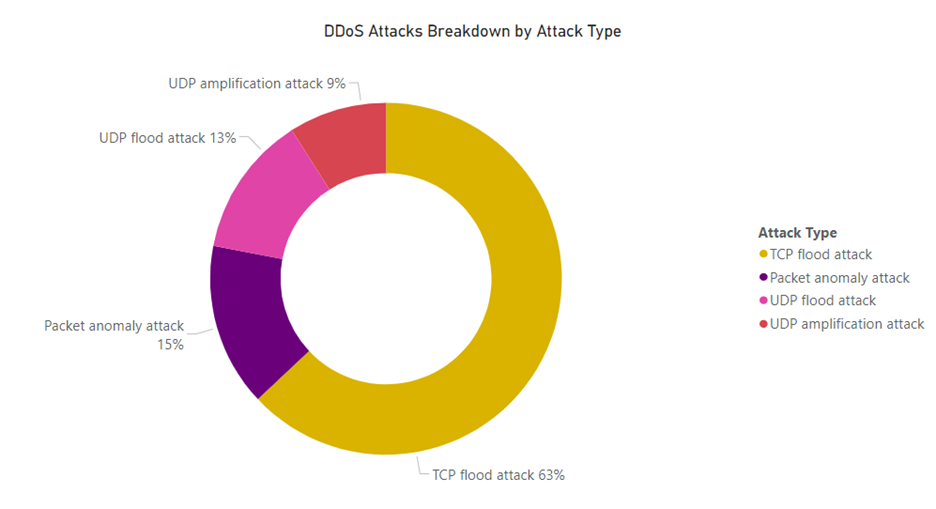 DDoS Attacks Breakdown by Attack Type
UDP amplification attack 9%
UDP flood attack 13%
Packet anomaly attack
15%
TCP flood attack 63%
Attack Type
TCP flood attack
Packet anomaly attack
UDP flood attack
UDP amplification attack